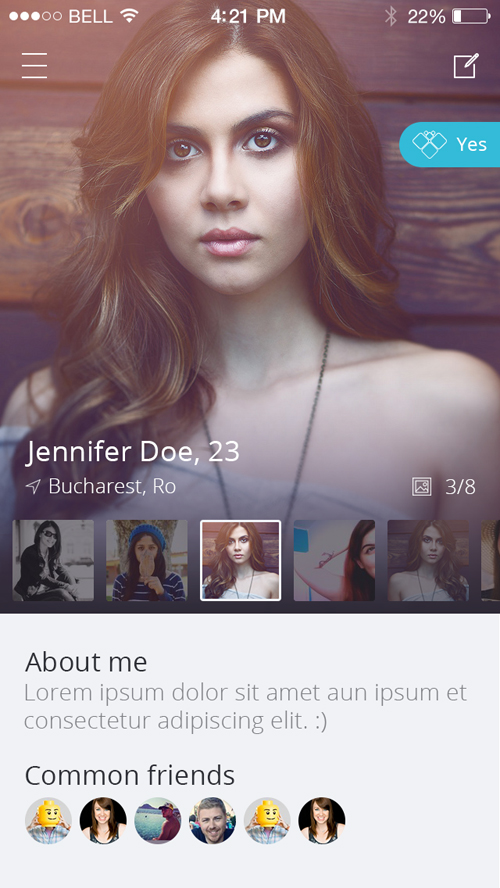 BELL 4:21 PM 22%
Yes
Jennifer Doe, 23
Bucharest, Ro 3/8
About me
Lorem ipsum dolor sit amet aun ipsum et
consectetur adipiscing elit. :)
Common friends